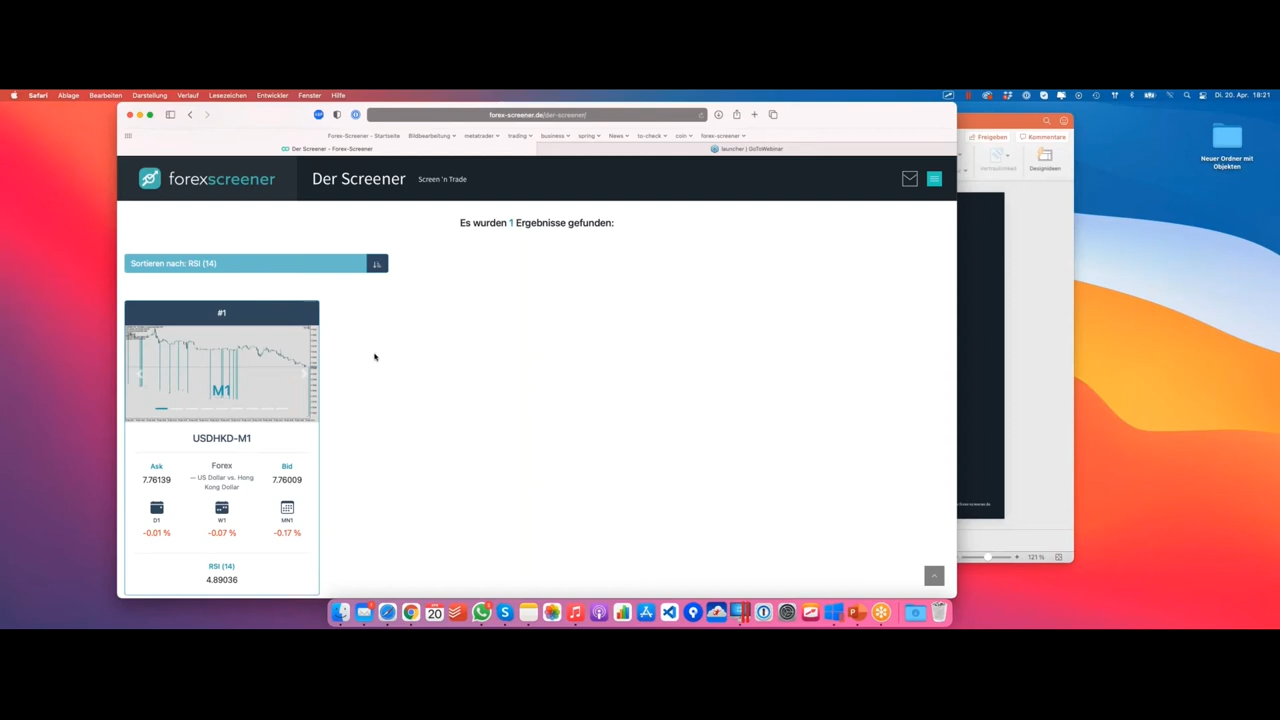 Safari Ablage Bearbeiten Darstellung Verlauf Lesezeichen Entwickler Fenster Hilfe
Di. 20. Apr. 18:21
forex-screener.de/der-screener/
Forex-Screener - Startseite Bildbearbeitung metatrader trading business spring News to-check coin forex-screener
Der Screener - Forex-Screener
launcher | GoToWebinar
Freigeben Kommentare
Vertraulichkeit Designideen
Neuer Ordner mit
Objekten
forexscreener
Der Screener
Screen 'n Trade
Es wurden 1 Ergebnisse gefunden:
Sortieren nach: RSI (14)
#1
M1
USDHKD-M1
Ask Forex Bid
7.76139 — US Dollar vs. Hong Kong Dollar 7.76009
D1 W1 MN1
-0.01 % -0.07 % -0.17 %
RSI (14)
4.89036
121 %
20